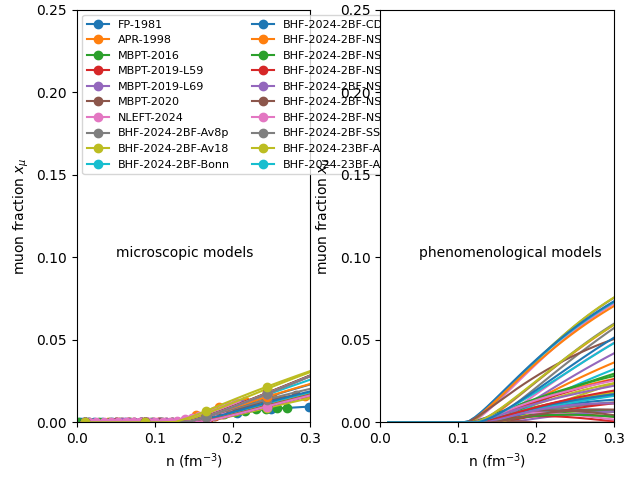 0.25
0.20
0.15
0.10
0.05
0.00
muon fraction xμ
FP-1981
APR-1998
MBPT-2016
MBPT-2019-L59
MBPT-2019-L69
MBPT-2020
NLEFT-2024
BHF-2024-2BF-Av8p
BHF-2024-2BF-Av18
BHF-2024-2BF-Bonn
BHF-2024-2BF-CD
BHF-2024-2BF-NS
BHF-2024-2BF-NS
BHF-2024-2BF-NS
BHF-2024-2BF-NS
BHF-2024-2BF-NS
BHF-2024-2BF-NS
BHF-2024-2BF-SS
BHF-2024-23BF-A
BHF-2024-23BF-A
microscopic models
0.0 0.1 0.2 0.3
n (fm⁻³)
0.25
0.20
0.15
0.10
0.05
0.00
muon fraction
phenomenological models
0.0 0.1 0.2 0.3
n (fm⁻³)